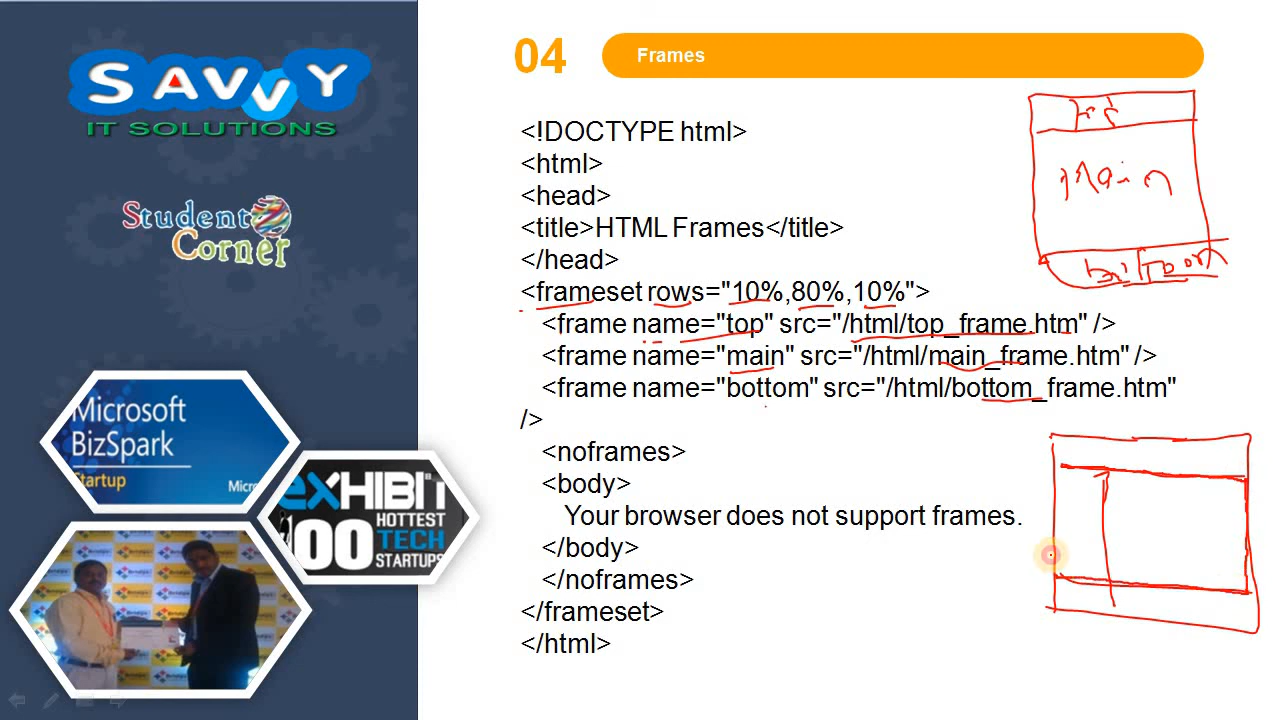 SAVVY
IT SOLUTIONS
Student
Corner
Microsoft
BizSpark
Startup
Micr
eXHIBIT
100 HOTTEST
TECH
STARTUPS
04 Frames
<!DOCTYPE html>
<html>
<head>
<title>HTML Frames</title>
</head>
<frameset rows="10%,80%,10%">
<frame name="top" src="/html/top_frame.htm" />
<frame name="main" src="/html/main_frame.htm" />
<frame name="bottom" src="/html/bottom_frame.htm"
/>
<noframes>
<body>
Your browser does not support frames.
</body>
</noframes>
</frameset>
</html>
main